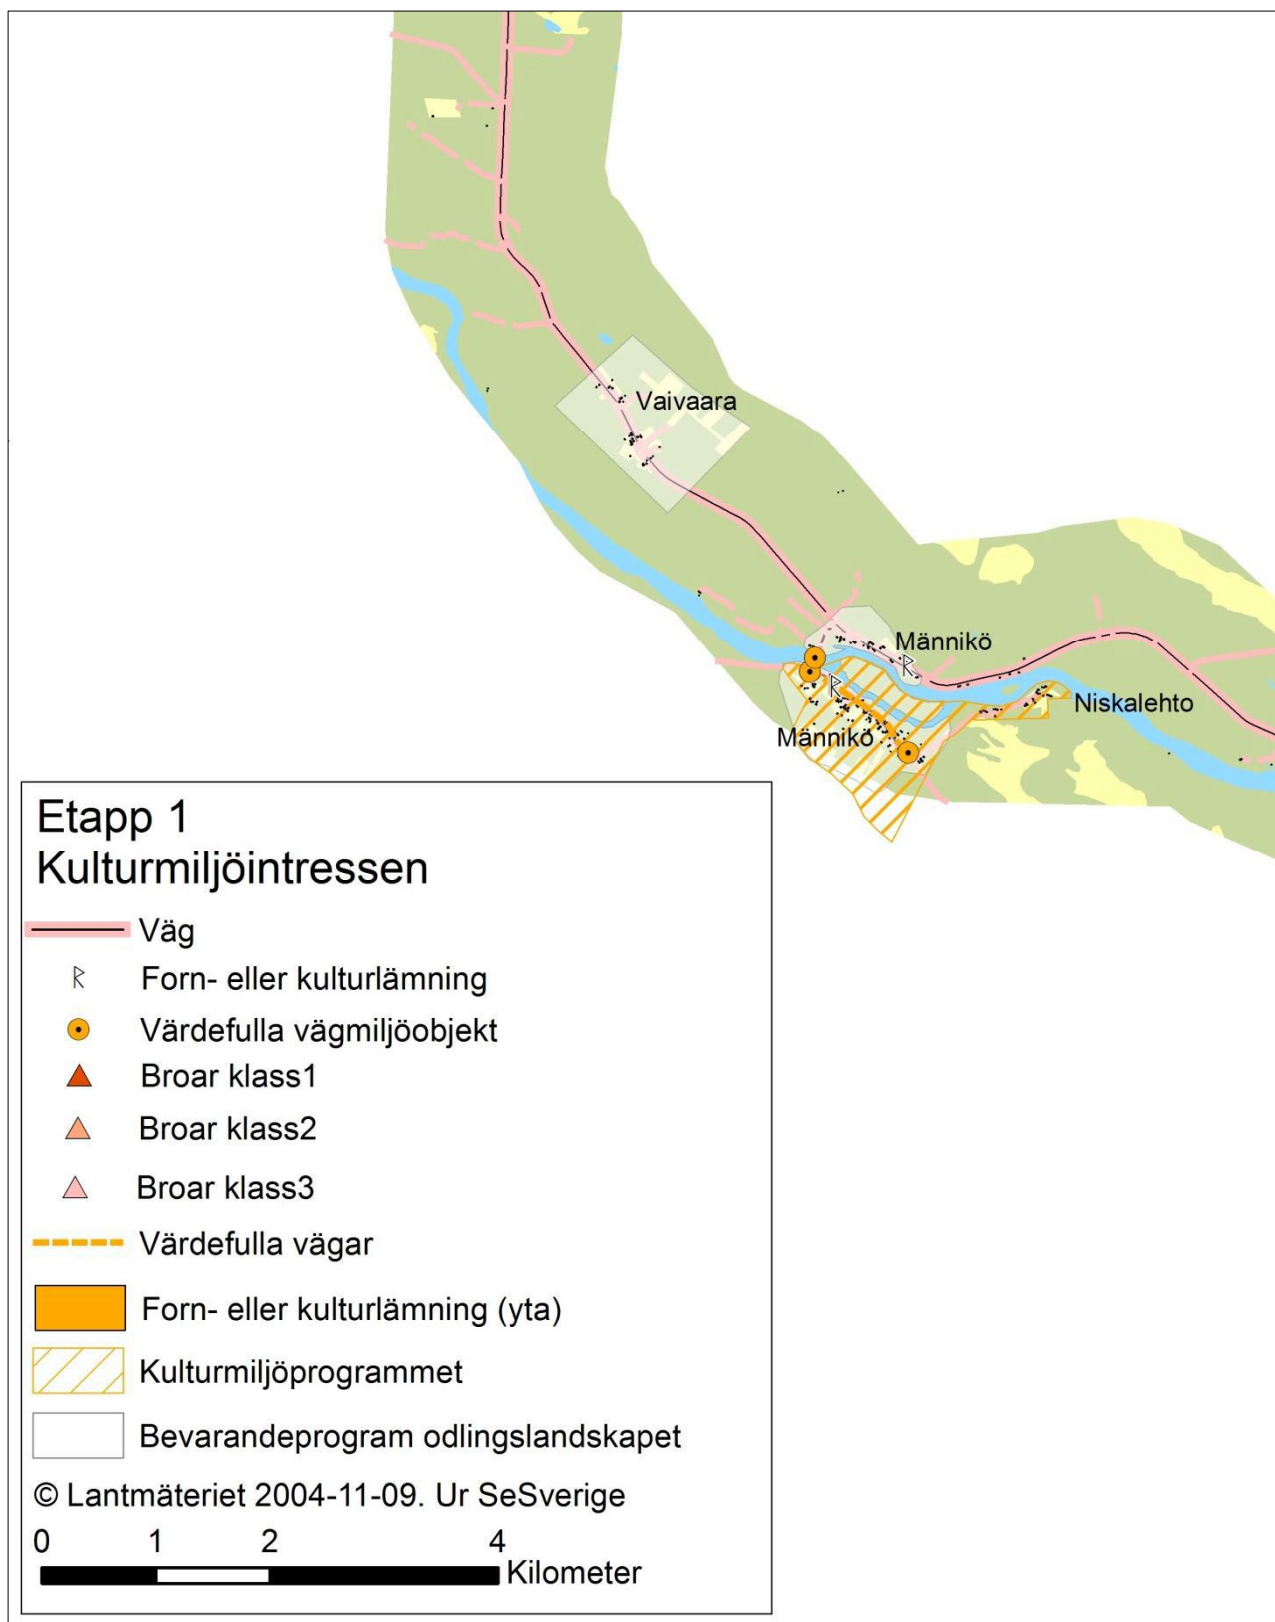 Vaivaara
Männikö
Niskalehto
Männikö
Etapp 1
Kulturmiljöintressen
Väg
Forn- eller kulturlämning
Värdefulla vägmiljöobjekt
Broar klass1
Broar klass2
Broar klass3
Värdefulla vägar
Forn- eller kulturlämning (yta)
Kulturmiljöprogrammet
Bevarandeprogram odlingslandskapet
© Lantmäteriet 2004-11-09. Ur SeSverige
0 1 2 4
Kilometer